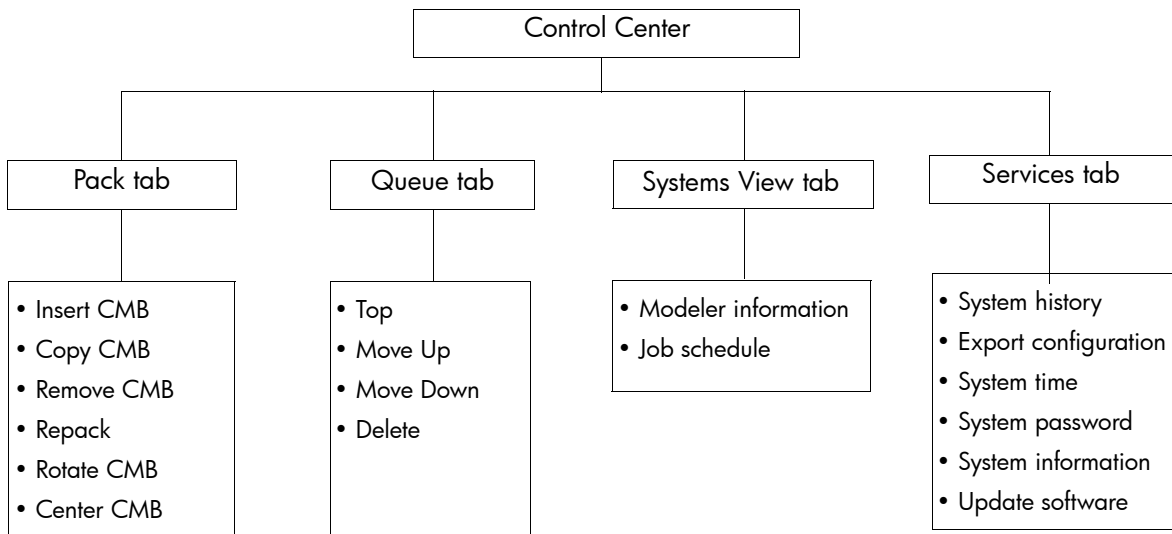 Control Center
Pack tab
Queue tab
Systems View tab
Services tab
• Insert CMB
• Copy CMB
• Remove CMB
• Repack
• Rotate CMB
• Center CMB
• Top
• Move Up
• Move Down
• Delete
• Modeler information
• Job schedule
• System history
• Export configuration
• System time
• System password
• System information
• Update software